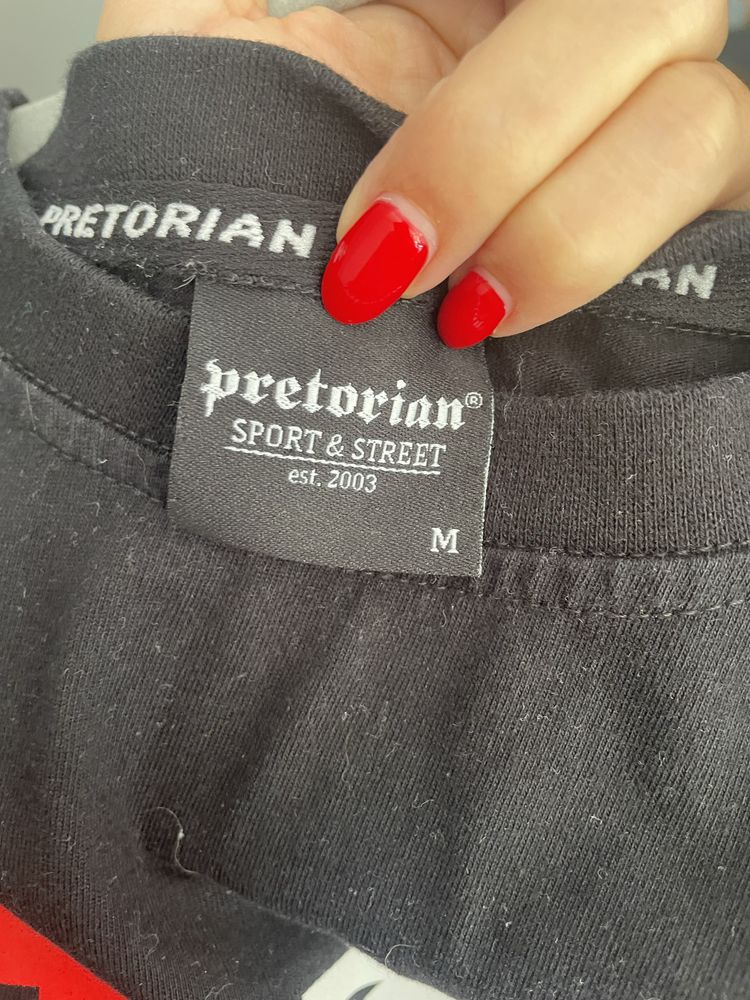 PRETORIAN
pretorian®
SPORT & STREET
est. 2003
M